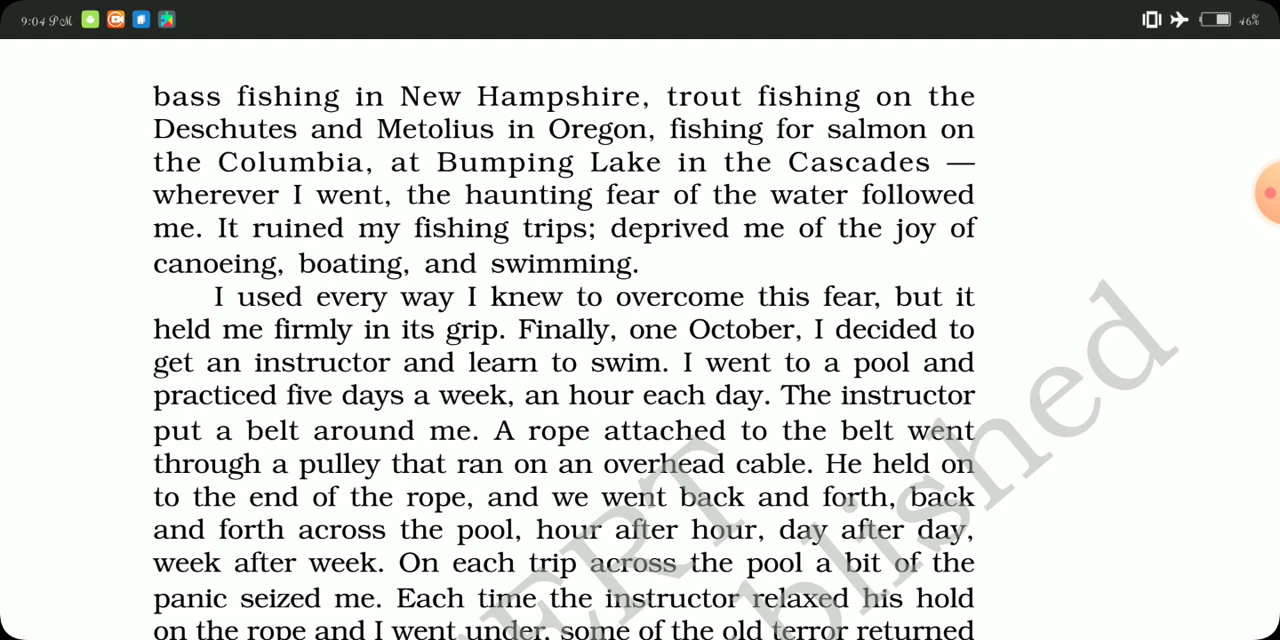 9:04 PM
46%
bass fishing in New Hampshire, trout fishing on the
Deschutes and Metolius in Oregon, fishing for salmon on
the Columbia, at Bumping Lake in the Cascades —
wherever I went, the haunting fear of the water followed
me. It ruined my fishing trips; deprived me of the joy of
canoeing, boating, and swimming.
I used every way I knew to overcome this fear, but it
held me firmly in its grip. Finally, one October, I decided to
get an instructor and learn to swim. I went to a pool and
practiced five days a week, an hour each day. The instructor
put a belt around me. A rope attached to the belt went
through a pulley that ran on an overhead cable. He held on
to the end of the rope, and we went back and forth, back
and forth across the pool, hour after hour, day after day,
week after week. On each trip across the pool a bit of the
panic seized me. Each time the instructor relaxed his hold
on the rope and I went under, some of the old terror returned